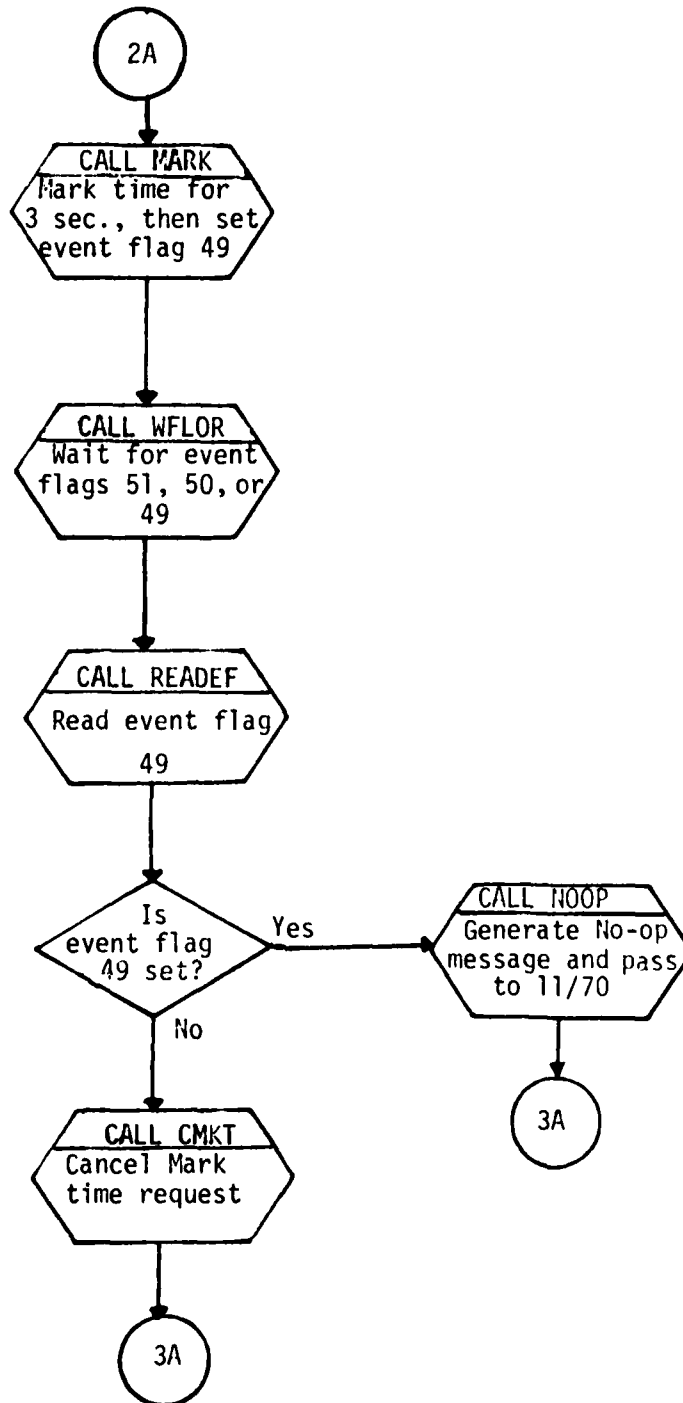 2A
CALL MARK
Mark time for
3 sec., then set
event flag 49
CALL WFLOR
Wait for event
flags 51, 50, or
49
CALL READEF
Read event flag
49
Is
event flag
49 set?
Yes
No
CALL NOOP
Generate No-op
message and pass
to 11/70
3A
CALL CMKT
Cancel Mark
time request
3A